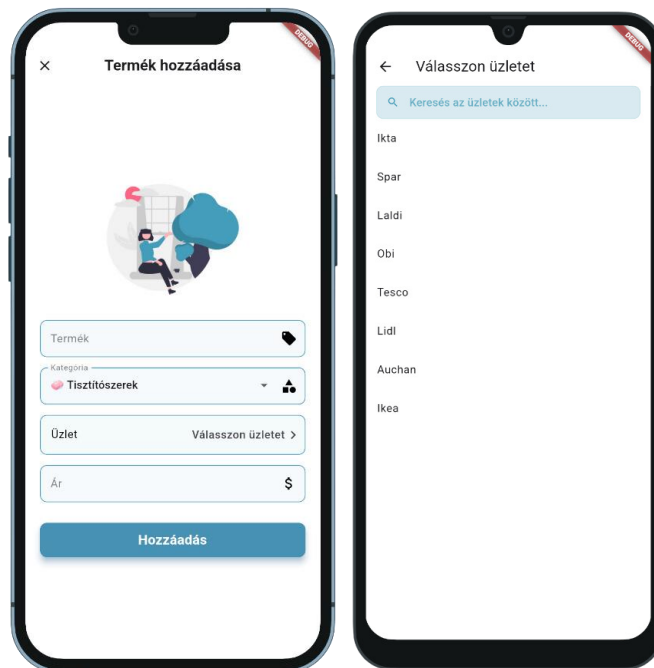 DEBUG
Termék hozzáadása
Termék
Kategória
Tisztítószerek
Üzlet
Válasszon üzletet
Ár
$
Hozzáadás
DEBUG
Válasszon üzletet
Keresés az üzletek között...
Ikta
Spar
Laldi
Obi
Tesco
Lidl
Auchan
Ikea